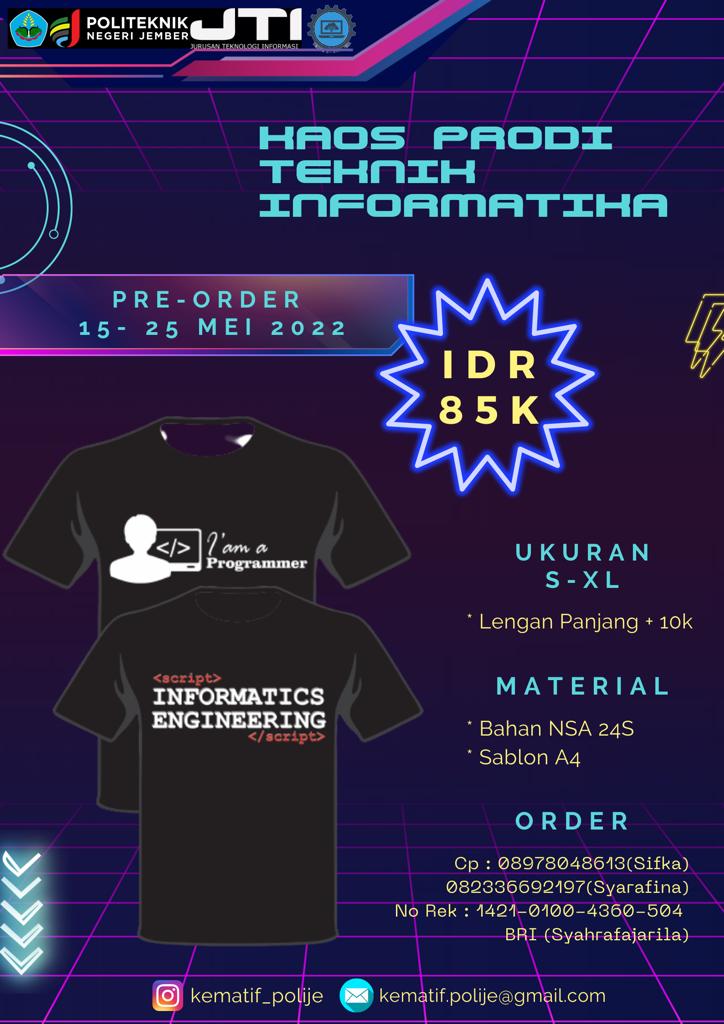 POLITEKNIK
NEGERI JEMBER
JTI
JURUSAN TEKNOLOGI INFORMASI
KAOS PRODI
TEKNIK
INFORMATIKA
PRE-ORDER
15- 25 MEI 2022
IDR
85K
</>
I'am a
Programmer
<script>
INFORMATICS
ENGINEERING
</script>
UKURAN
S-XL
* Lengan Panjang + 10k
MATERIAL
* Bahan NSA 24S
* Sablon A4
ORDER
Cp : 08978048613(Sifka)
082336692197(Syarafina)
No Rek : 1421-0100-4360-504
BRI (Syahrafajarila)
kematif_polije
kematif.polije@gmail.com